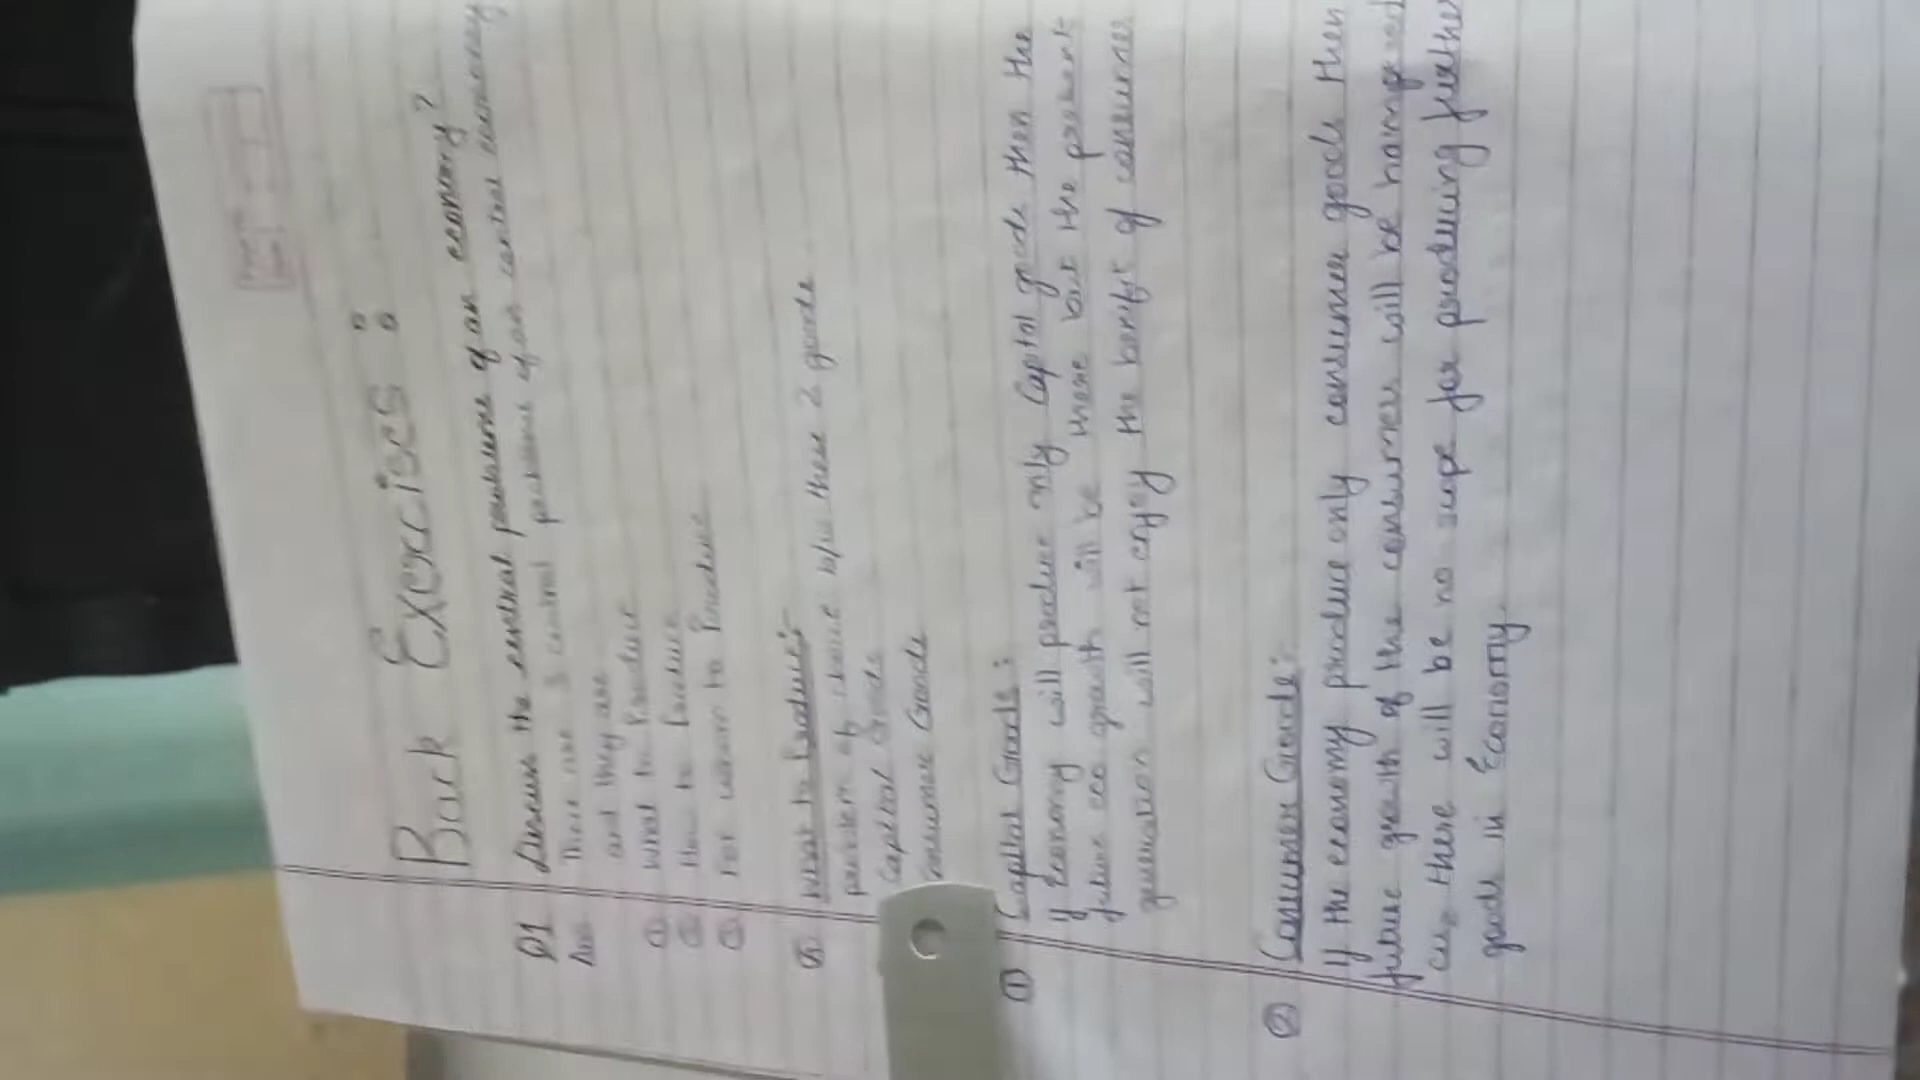 Back Exercises :
Q1 Discuss the central problems of an economy?
Ans There are 3 central problems of an central economy
and they are
① What to Produce
② How to Produce
③ For whom to Produce
What to Produce:-
problem of choice b/w these 2 goods
Capital Goods
Consumer Goods
① Capital Goods:
If Economy will produce only Capital goods then the
future eco growth will be there but the present
generation will not enjoy the benifit of consumer
② Consumer Goods:-
If the economy produce only consumer goods then
future growth of the consumers will be hampered
cuz there will be no scope for producing further
goods in Economy.